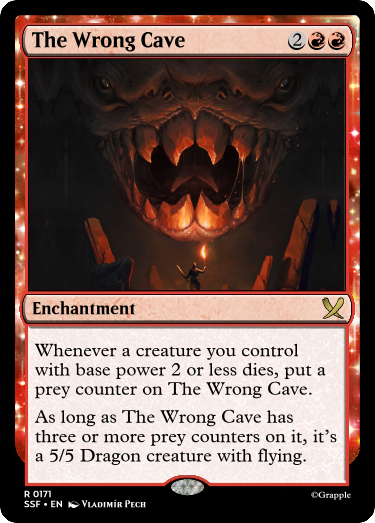 The Wrong Cave 2
Enchantment
Whenever a creature you control
with base power 2 or less dies, put a
prey counter on The Wrong Cave.
As long as The Wrong Cave has
three or more prey counters on it, it's
a 5/5 Dragon creature with flying.
R 0171
SSF • EN Vladimír Pech
©Grapple